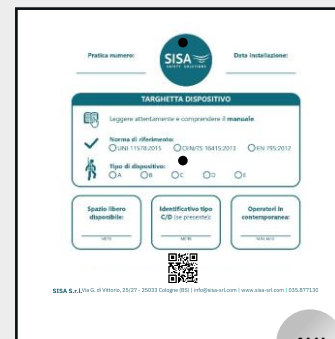 Pratica numero:
SISA
SAFETY SOLUTIONS
Data installazione:
TARGHETTA DISPOSITIVO
Leggere attentamente e comprendere il manuale.
Norma di riferimento:
UNI 11578:2015 CEN/TS 16415:2013 EN 795:2012
Tipo di dispositivo:
A B C D E
Spazio libero disponibile:
METRI
Identificativo tipo C/D (se presente):
Operatori in contemporanea:
SISA S.r.l. Via G. di Vittorio, 25/27 - 25033 Cologne (BS) | info@sisa-srl.com | www.sisa-srl.com | 035.877130